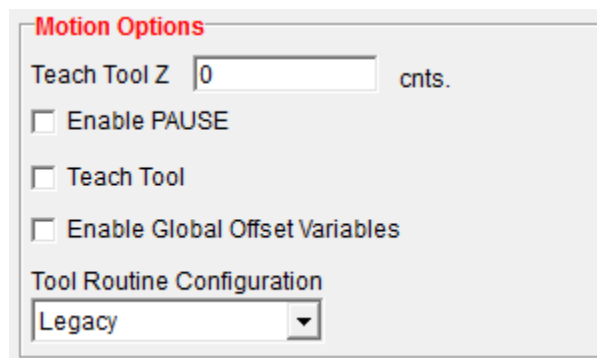 Motion Options
Teach Tool Z 0 cnts.
Enable PAUSE
Teach Tool
Enable Global Offset Variables
Tool Routine Configuration
Legacy